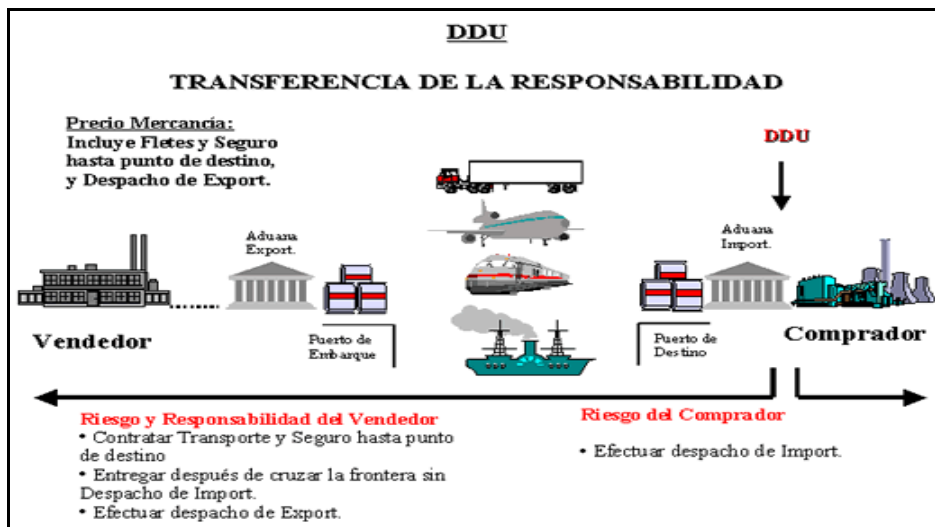 DDU
TRANSFERENCIA DE LA RESPONSABILIDAD
Precio Mercancía:
Incluye Fletes y Seguro
hasta punto de destino,
y Despacho de Export.
DDU
Aduana
Export.
Aduana
Import.
Vendedor
Puerto de
Embarque
Puerto de
Destino
Comprador
Riesgo y Responsabilidad del Vendedor
• Contratar Transporte y Seguro hasta punto
de destino
• Entregar después de cruzar la frontera sin
Despacho de Import.
• Efectuar despacho de Export.
Riesgo del Comprador
• Efectuar despacho de Import.